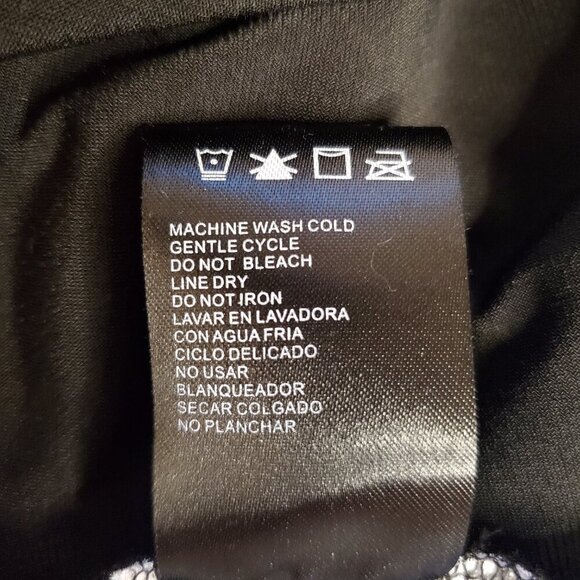 MACHINE WASH COLD
GENTLE CYCLE
DO NOT BLEACH
LINE DRY
DO NOT IRON
LAVAR EN LAVADORA
CON AGUA FRIA
CICLO DELICADO
NO USAR
BLANQUEADOR
SECAR COLGADO
NO PLANCHAR